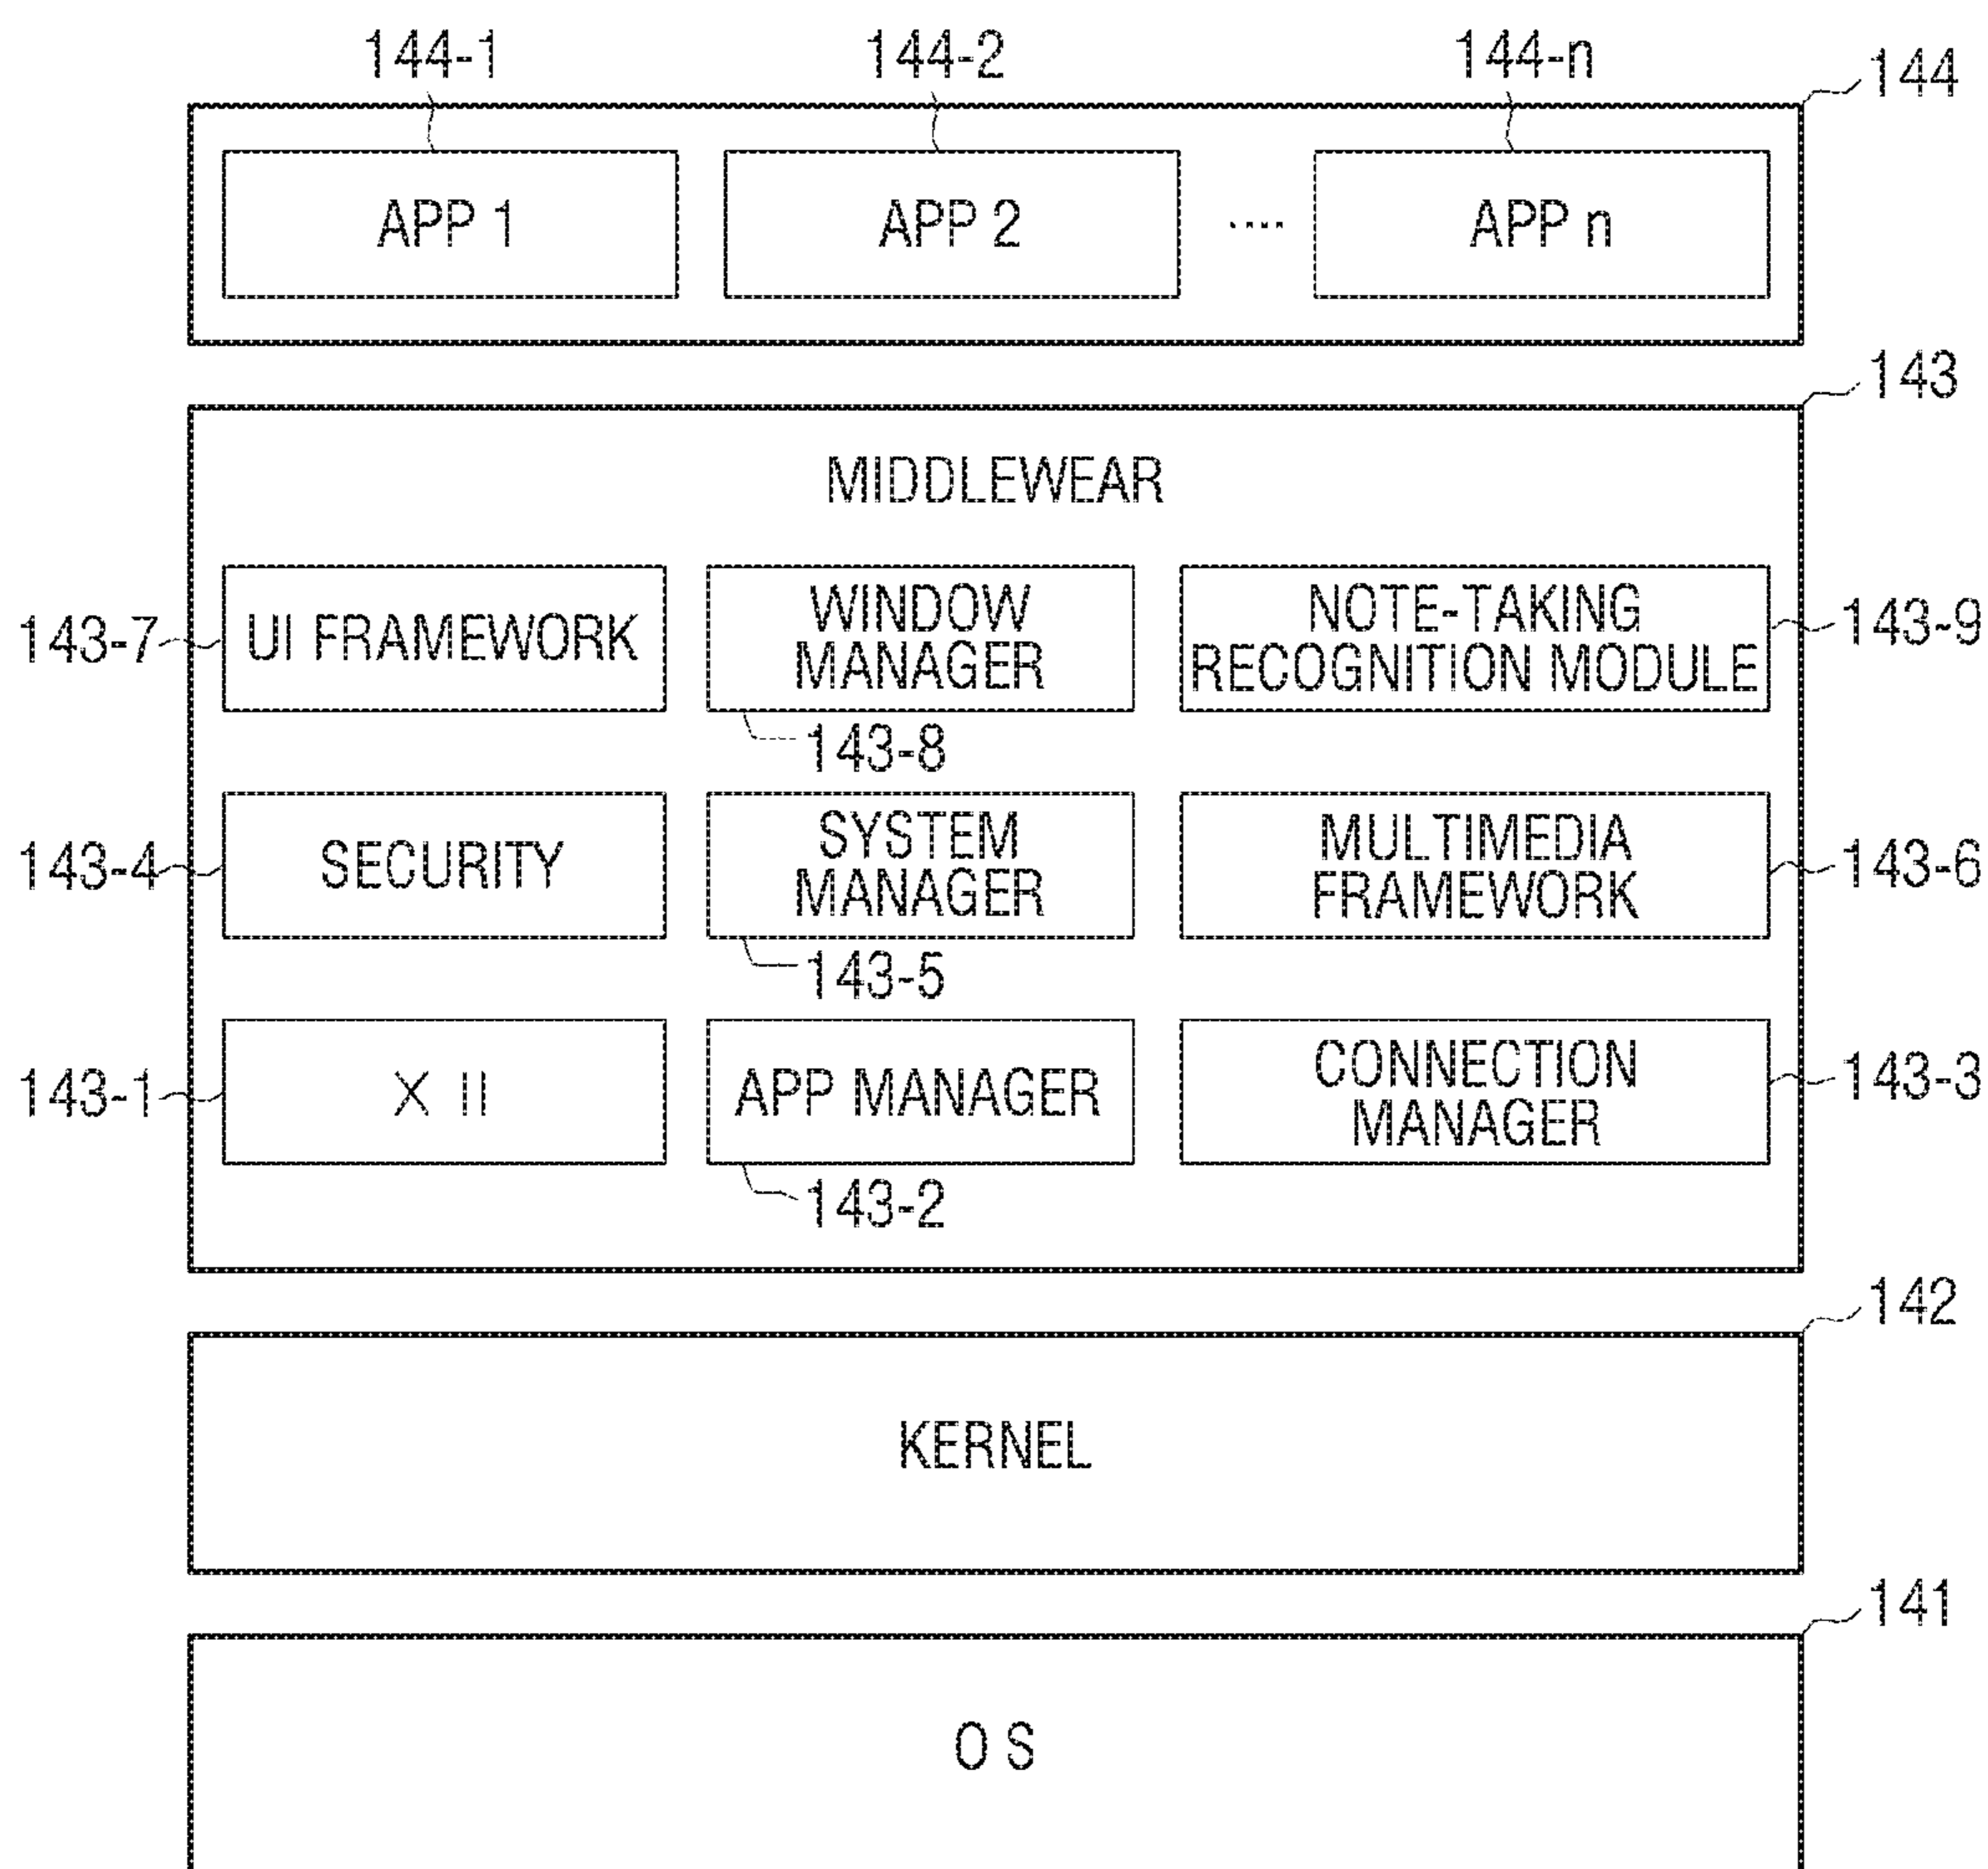 144-1 144-2 144-n 144
APP 1 APP 2 .... APP n
143
MIDDLEWEAR
143-7 UI FRAMEWORK
WINDOW
MANAGER
143-8
NOTE-TAKING
RECOGNITION MODULE
143-9
143-4 SECURITY
SYSTEM
MANAGER
143-5
MULTIMEDIA
FRAMEWORK
143-6
143-1 X II
APP MANAGER
143-2
CONNECTION
MANAGER
143-3
142
KERNEL
141
O S